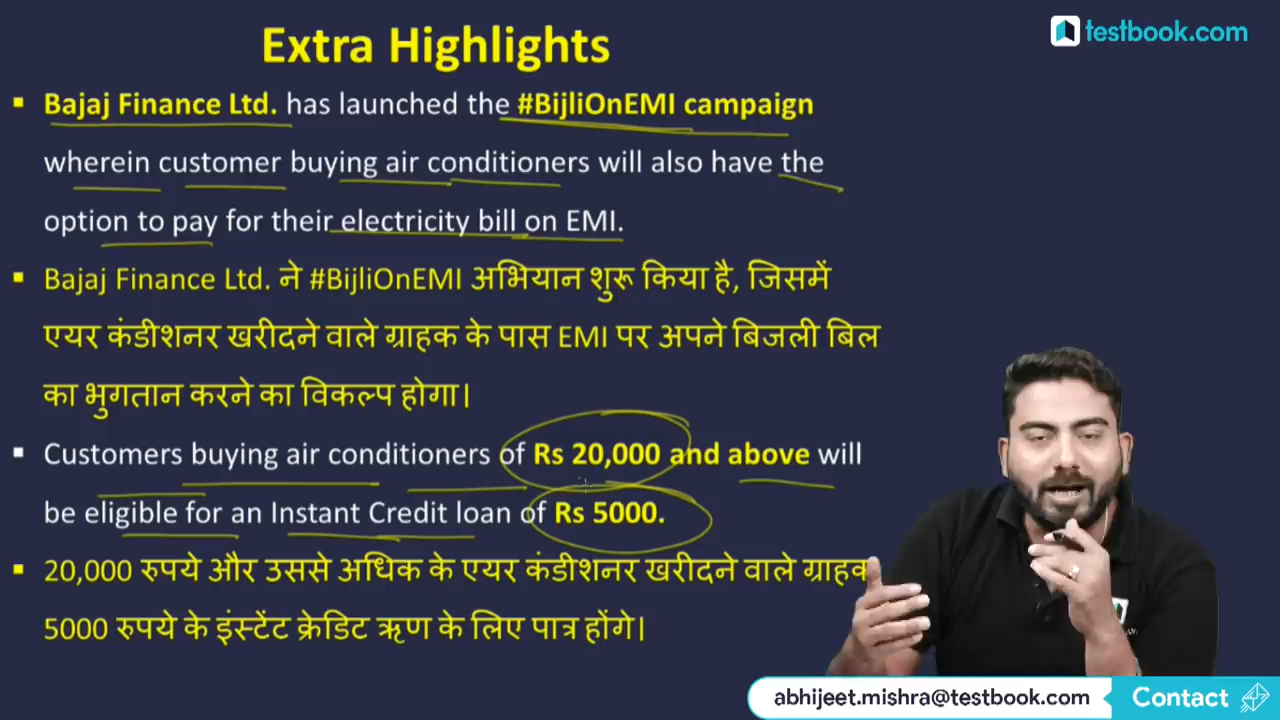 Extra Highlights
testbook.com
Bajaj Finance Ltd. has launched the #BijliOnEMI campaign
wherein customer buying air conditioners will also have the
option to pay for their electricity bill on EMI.
Bajaj Finance Ltd. ने #BijliOnEMI अभियान शुरू किया है, जिसमें
एयर कंडीशनर खरीदने वाले ग्राहक के पास EMI पर अपने बिजली बिल
का भुगतान करने का विकल्प होगा।
Customers buying air conditioners of Rs 20,000 and above will
be eligible for an Instant Credit loan of Rs 5000.
20,000 रुपये और उससे अधिक के एयर कंडीशनर खरीदने वाले ग्राहक
5000 रुपये के इंस्टेंट क्रेडिट ऋण के लिए पात्र होंगे।
abhijeet.mishra@testbook.com
Contact